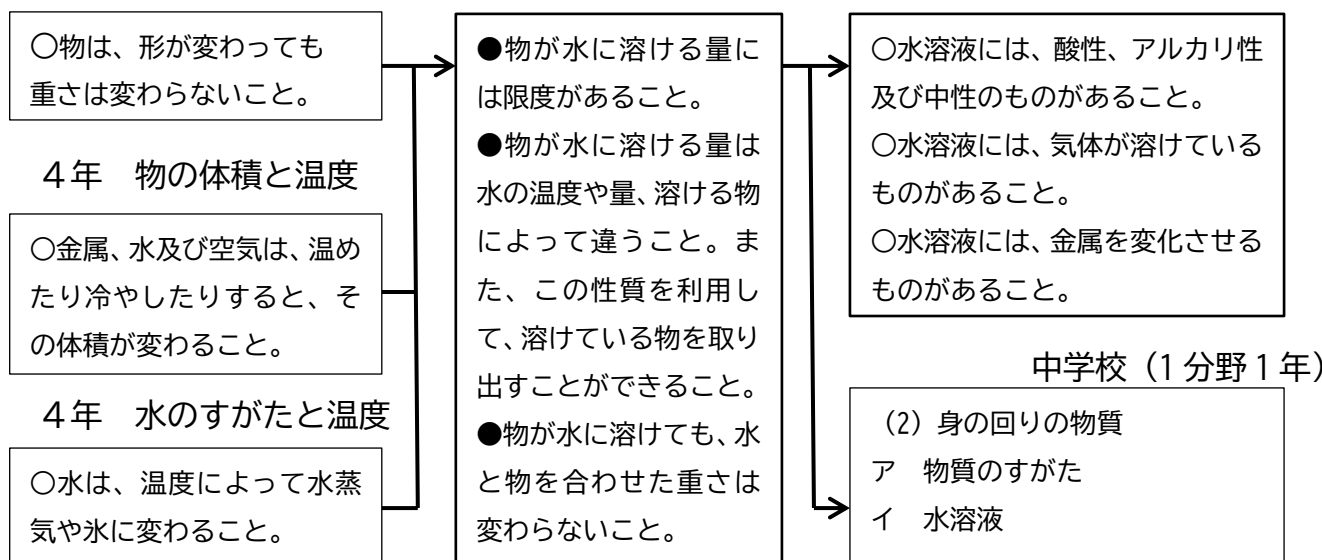 ○物は、形が変わっても
重さは変わらないこと。
４年　物の体積と温度
○金属、水及び空気は、温め
たり冷やしたりすると、そ
の体積が変わること。
４年　水のすがたと温度
○水は、温度によって水蒸
気や氷に変わること。
●物が水に溶ける量に
は限度があること。
●物が水に溶ける量は
水の温度や量、溶ける物
によって違うこと。ま
た、この性質を利用し
て、溶けている物を取り
出すことができること。
●物が水に溶けても、水
と物を合わせた重さは
変わらないこと。
○水溶液には、酸性、アルカリ性
及び中性のものがあること。
○水溶液には、気体が溶けている
ものがあること。
○水溶液には、金属を変化させる
ものがあること。
中学校（1 分野 1 年）
（2）身の回りの物質
ア　物質のすがた
イ　水溶液